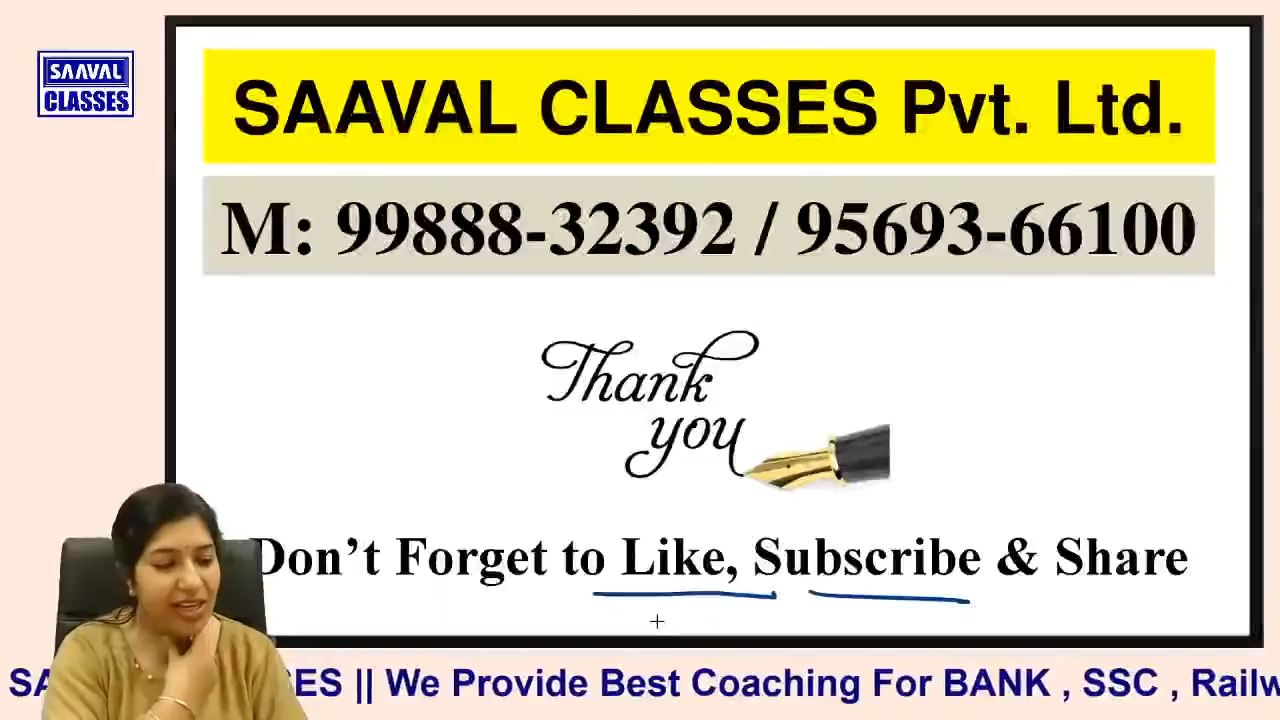 SAAVAL
CLASSES
SAAVAL CLASSES Pvt. Ltd.
M: 99888-32392 / 95693-66100
Thank
you
Don’t Forget to Like, Subscribe & Share
ES || We Provide Best Coaching For BANK , SSC ,